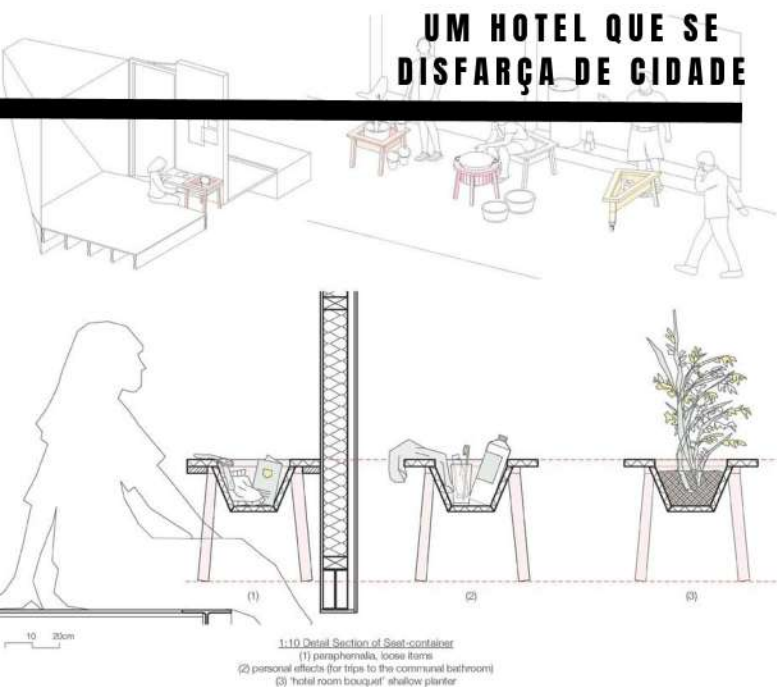 UM HOTEL QUE SE
DISFARÇA DE CIDADE
(1)
(2)
(3)
10 20cm
1:10 Detail Section of Seat-container
(1) paraphernalia, loose items
(2) personal effects (for trips to the communal bathroom)
(3) 'hotel room bouquet' shallow planter